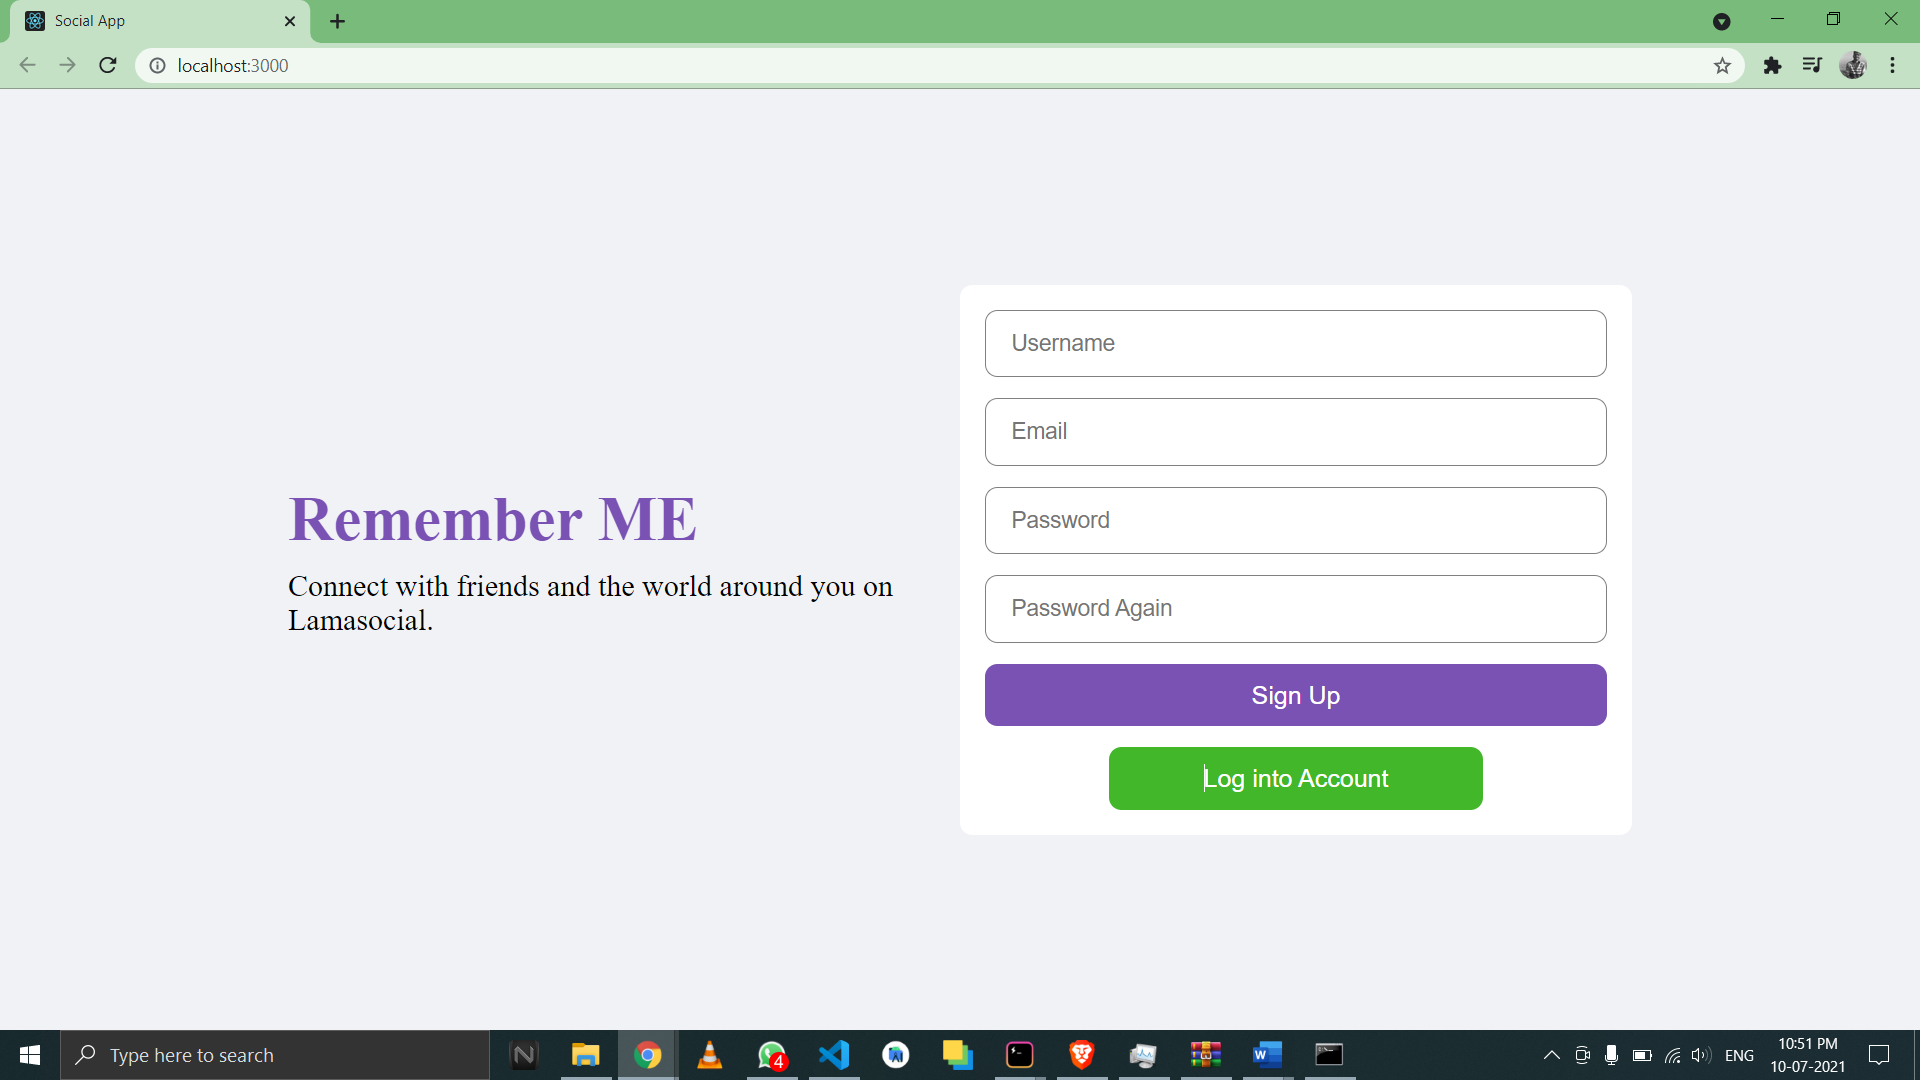 Social App
localhost:3000
Username
Email
Password
Password Again
Sign Up
Log into Account
Remember ME
Connect with friends and the world around you on
Lamasocial.
Type here to search
4
W
ENG
10:51 PM
10-07-2021